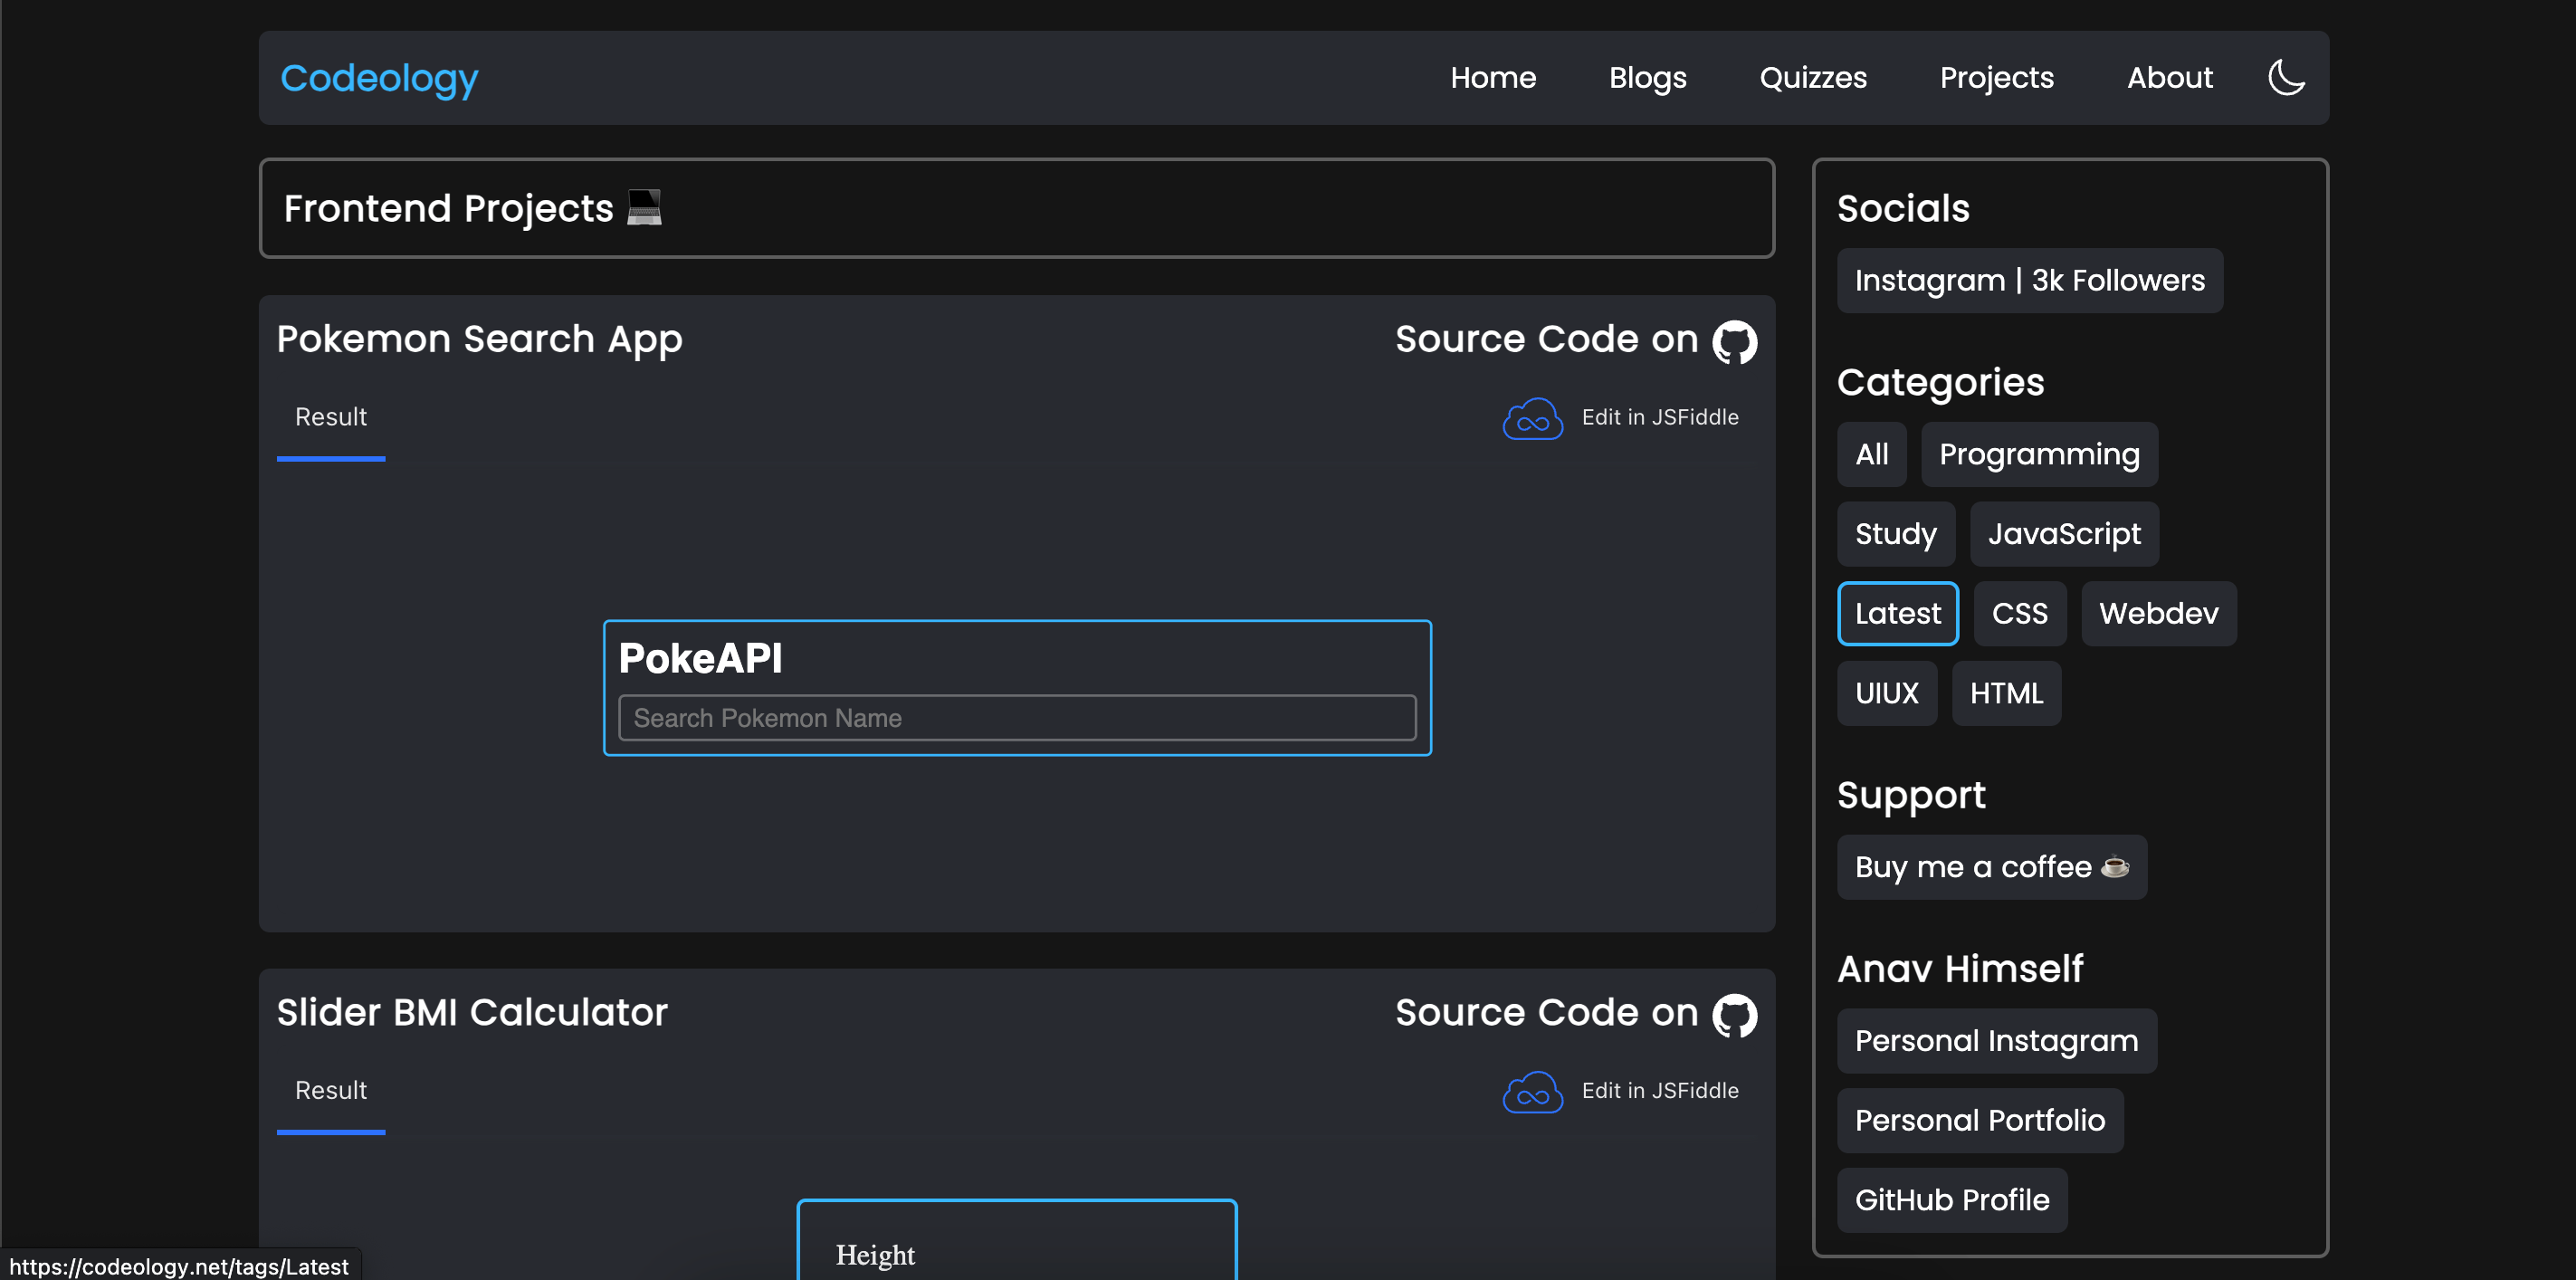 Codeology
Home Blogs Quizzes Projects About
Frontend Projects 💻
Pokemon Search App
Source Code on
Result
Edit in JSFiddle
PokeAPI
Search Pokemon Name
Slider BMI Calculator
Source Code on
Result
Edit in JSFiddle
Height
Socials
Instagram | 3k Followers
Categories
All Programming
Study JavaScript
Latest CSS Webdev
UIUX HTML
Support
Buy me a coffee ☕
Anav Himself
Personal Instagram
Personal Portfolio
GitHub Profile
https://codeology.net/tags/Latest